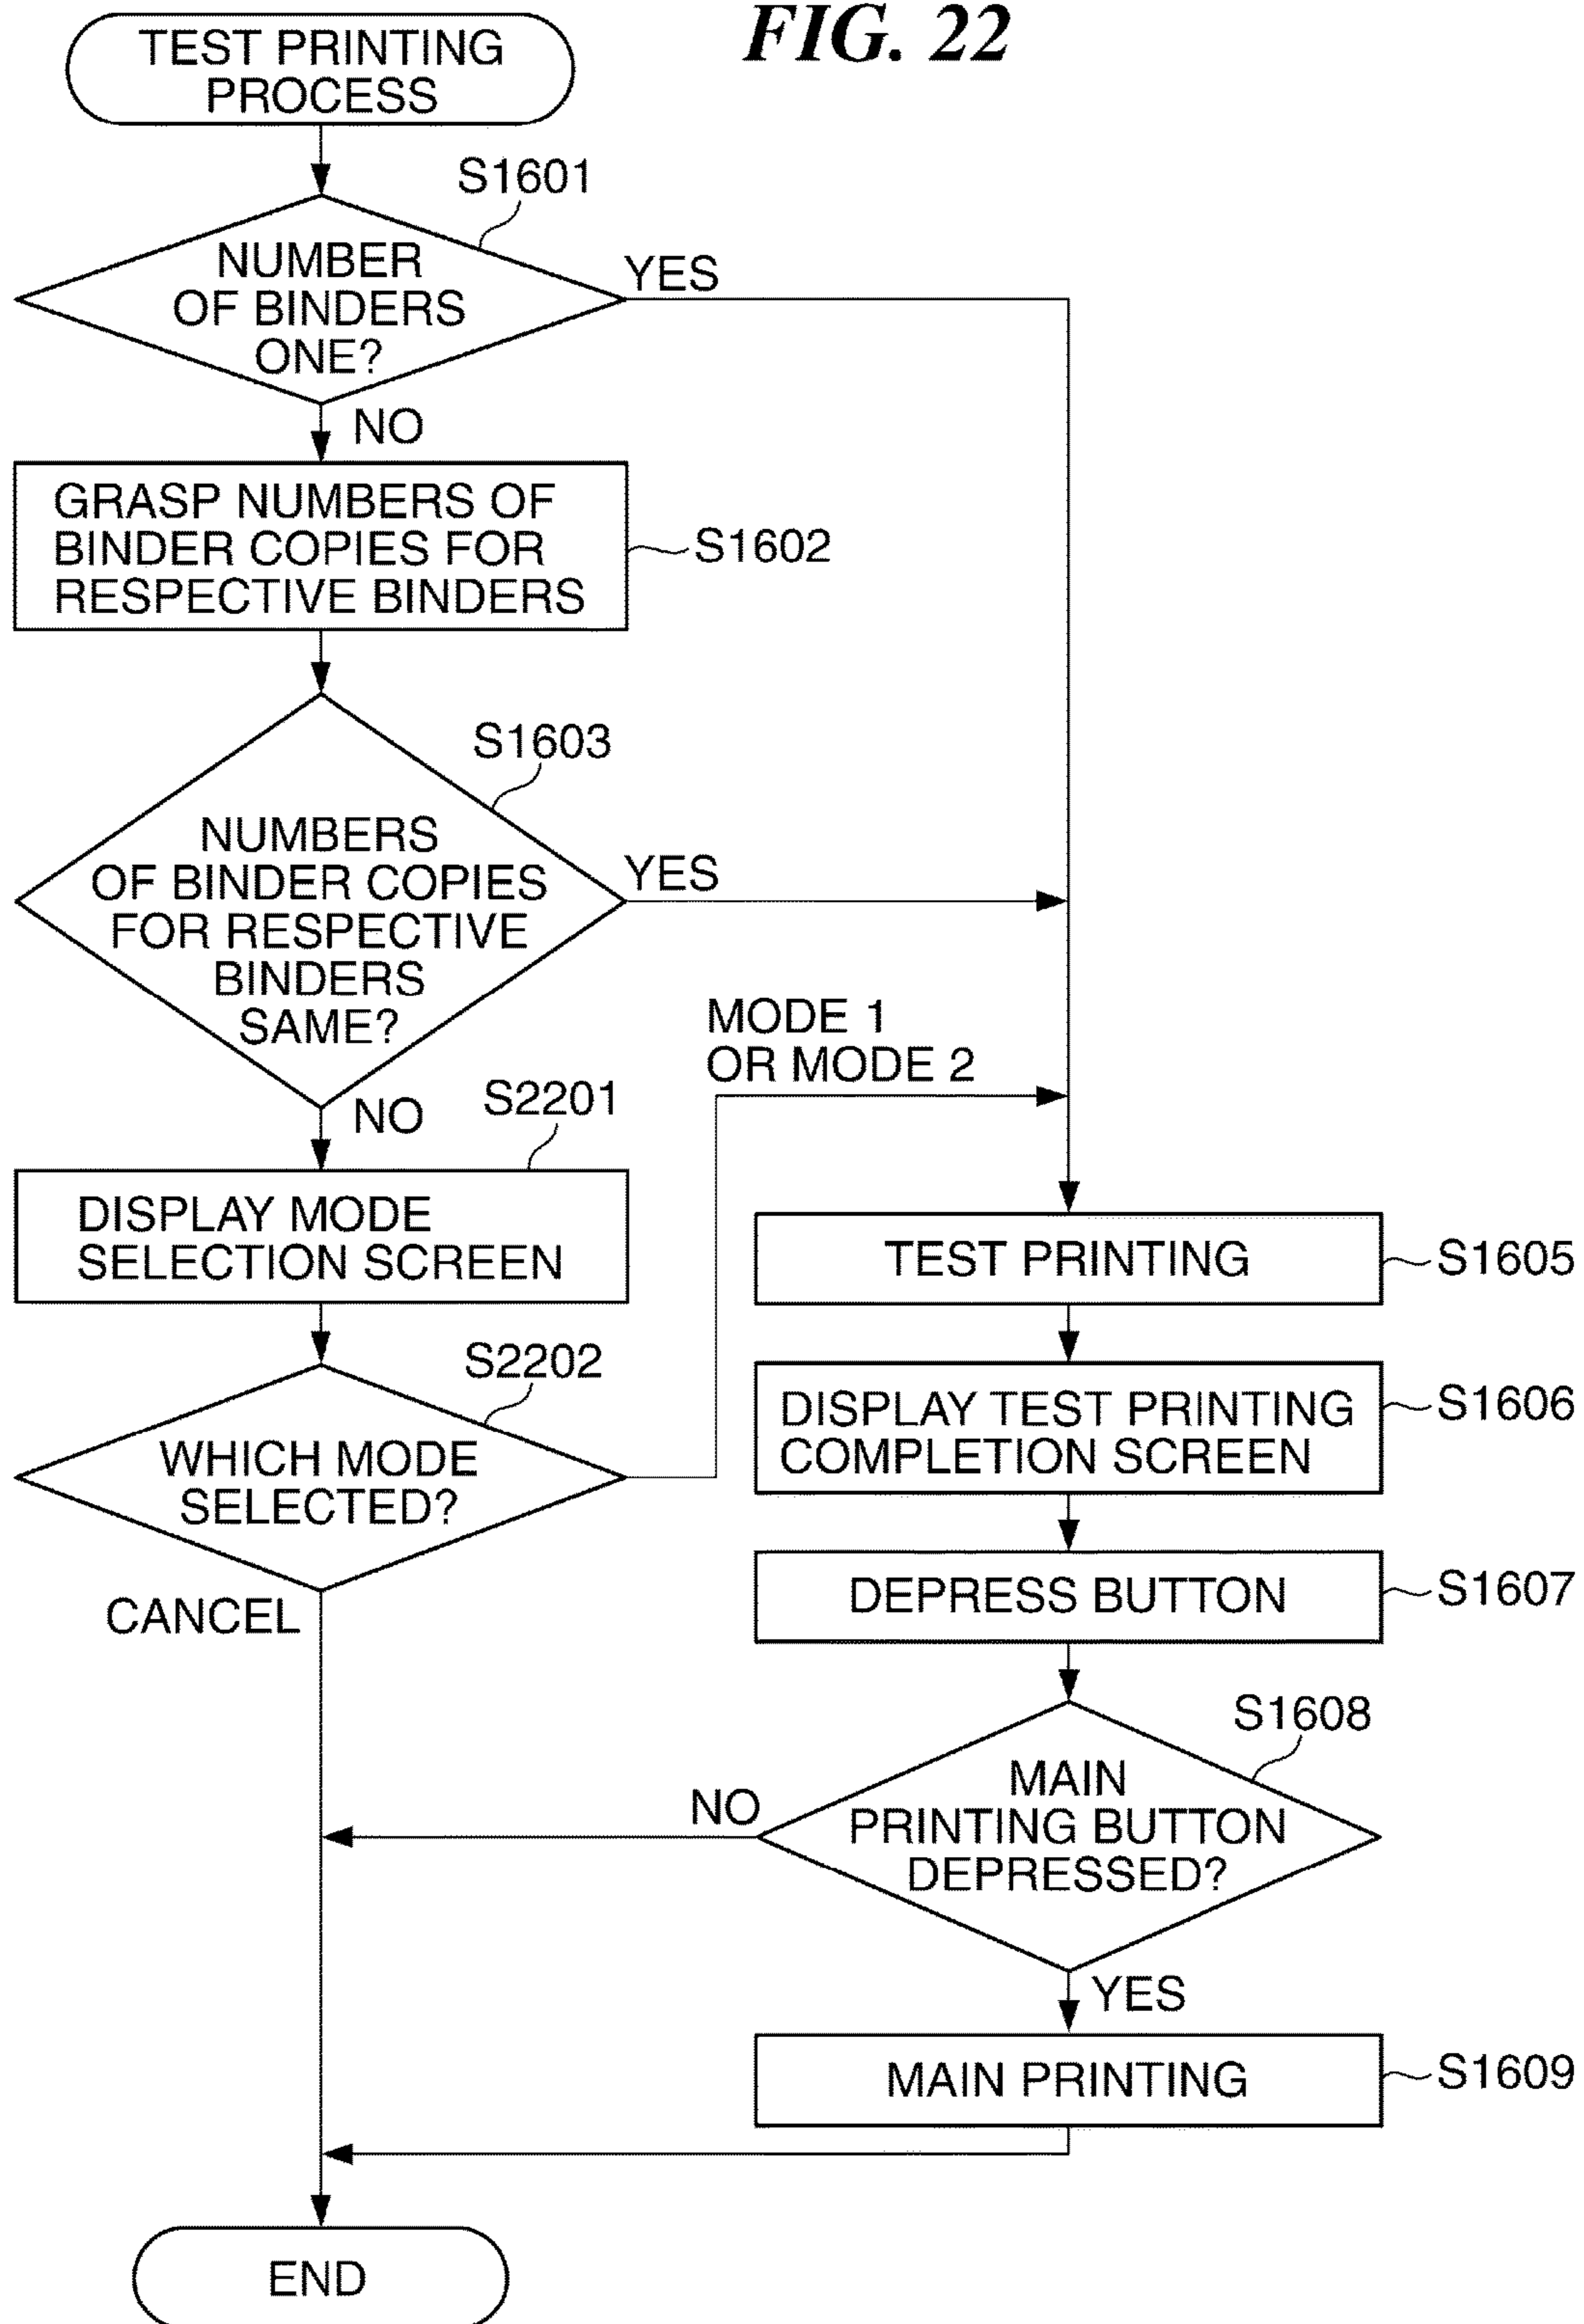 FIG. 22
TEST PRINTING
PROCESS
S1601
NUMBER
OF BINDERS
ONE?
YES
NO
GRASP NUMBERS OF
BINDER COPIES FOR
RESPECTIVE BINDERS
S1602
S1603
NUMBERS
OF BINDER COPIES
FOR RESPECTIVE
BINDERS
SAME?
YES
NO
MODE 1
OR MODE 2
S2201
DISPLAY MODE
SELECTION SCREEN
S2202
WHICH MODE
SELECTED?
CANCEL
TEST PRINTING
S1605
DISPLAY TEST PRINTING
COMPLETION SCREEN
S1606
DEPRESS BUTTON
S1607
S1608
MAIN
PRINTING BUTTON
DEPRESSED?
NO
YES
MAIN PRINTING
S1609
END